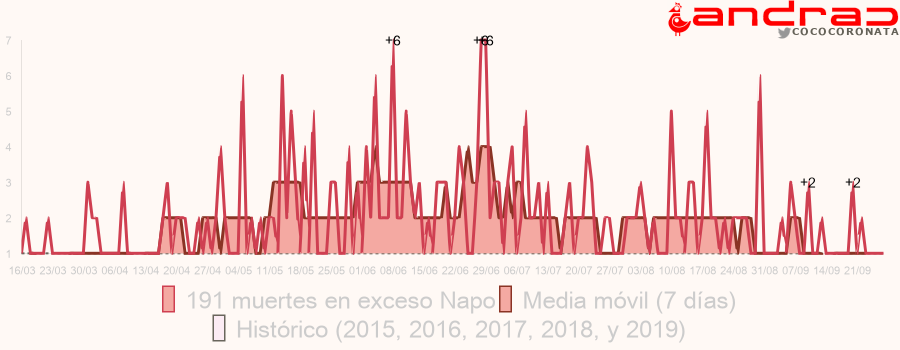 andrac
COCOCORONATA
+6
+6
+6
+2
+2
7
6
5
4
3
2
1
16/03 23/03 30/03 06/04 13/04 20/04 27/04 04/05 11/05 18/05 25/05 01/06 08/06 15/06 22/06 29/06 06/07 13/07 20/07 27/07 03/08 10/08 17/08 24/08 31/08 07/09 14/09 21/09
191 muertes en exceso Napo Media móvil (7 días)
Histórico (2015, 2016, 2017, 2018, y 2019)